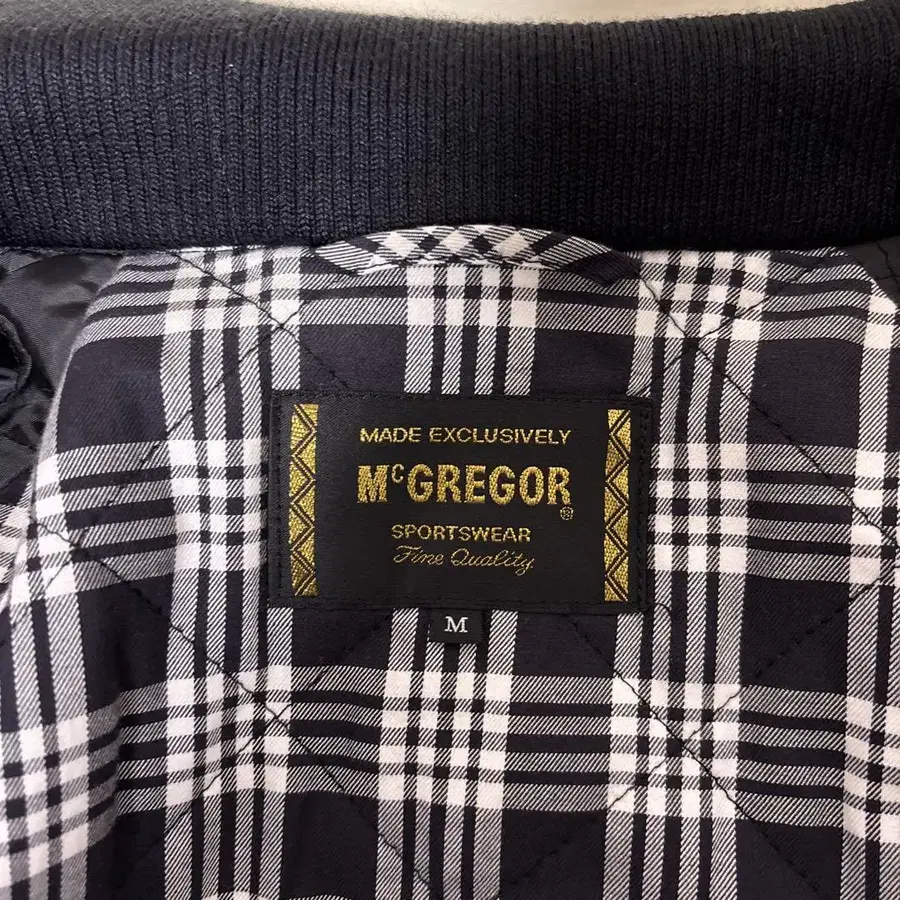 MADE EXCLUSIVELY
McGREGOR®
SPORTSWEAR
Fine Quality
M